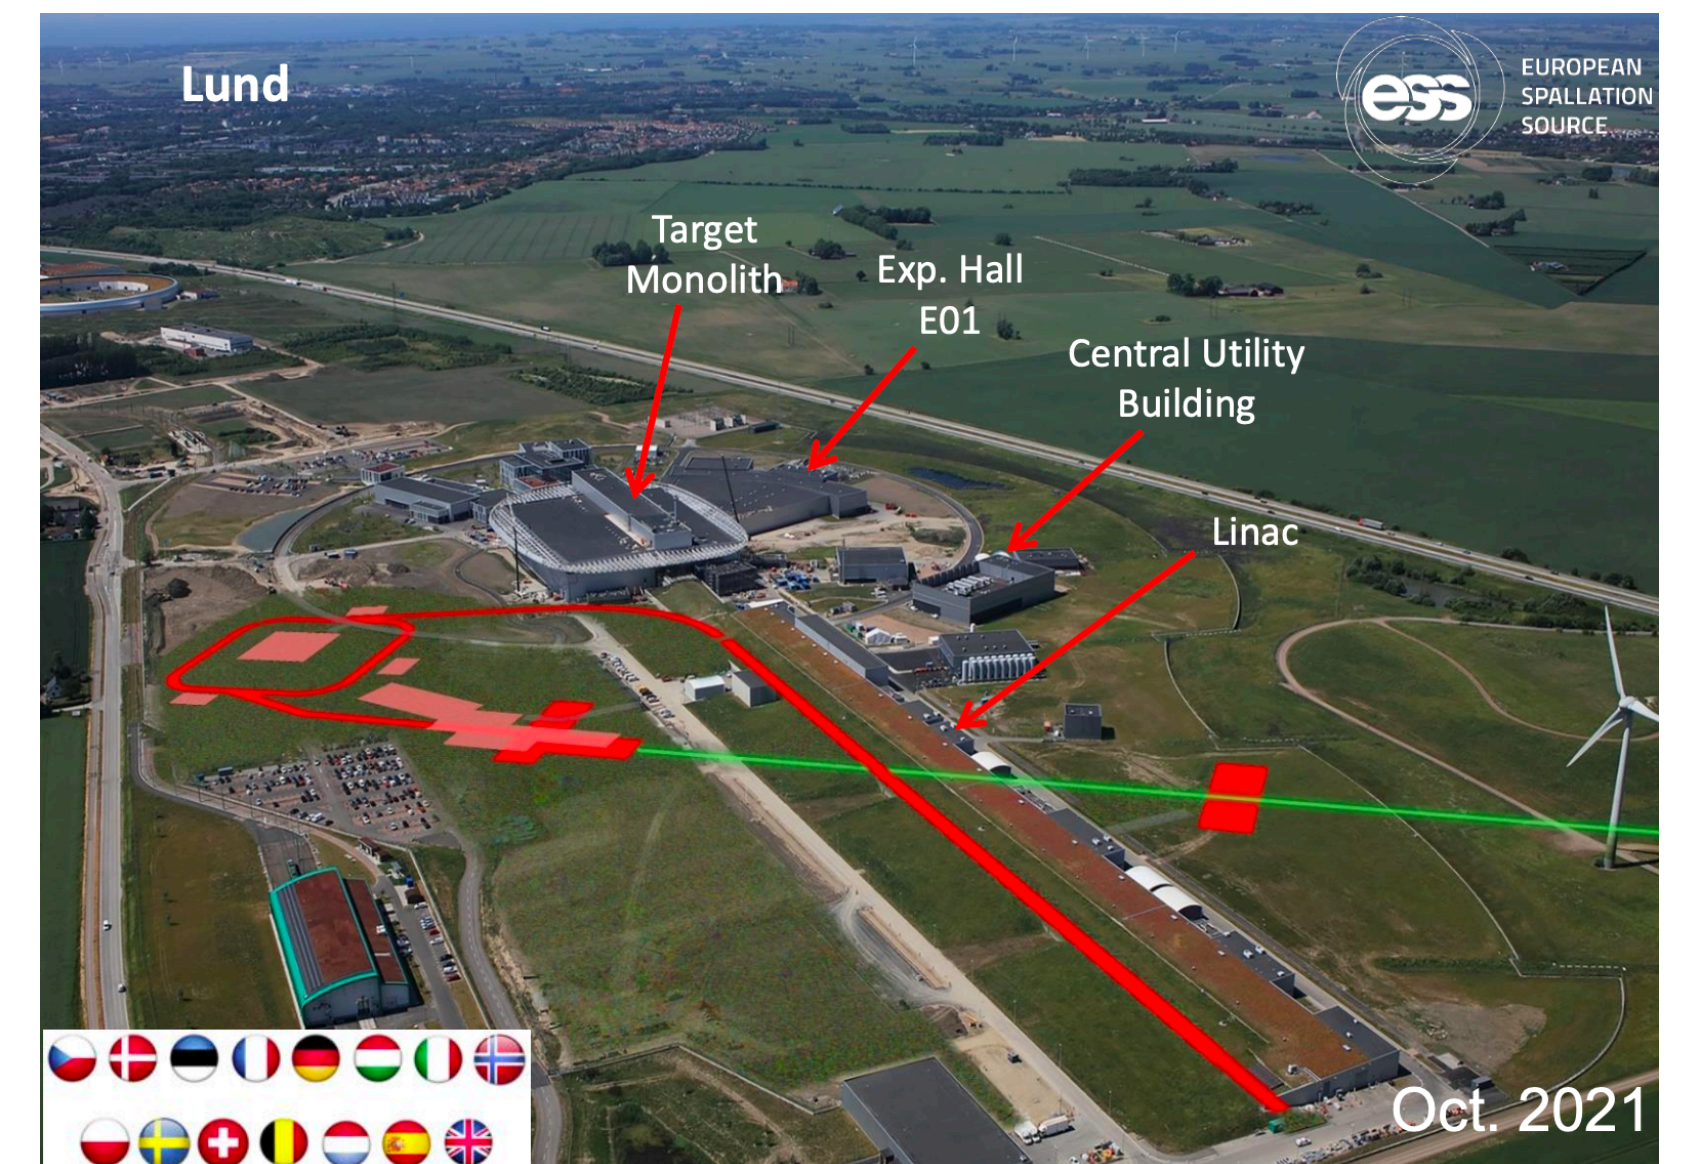 Lund
ess
EUROPEAN
SPALLATION
SOURCE
Target
Monolith
Exp. Hall
E01
Central Utility
Building
Linac
Oct. 2021